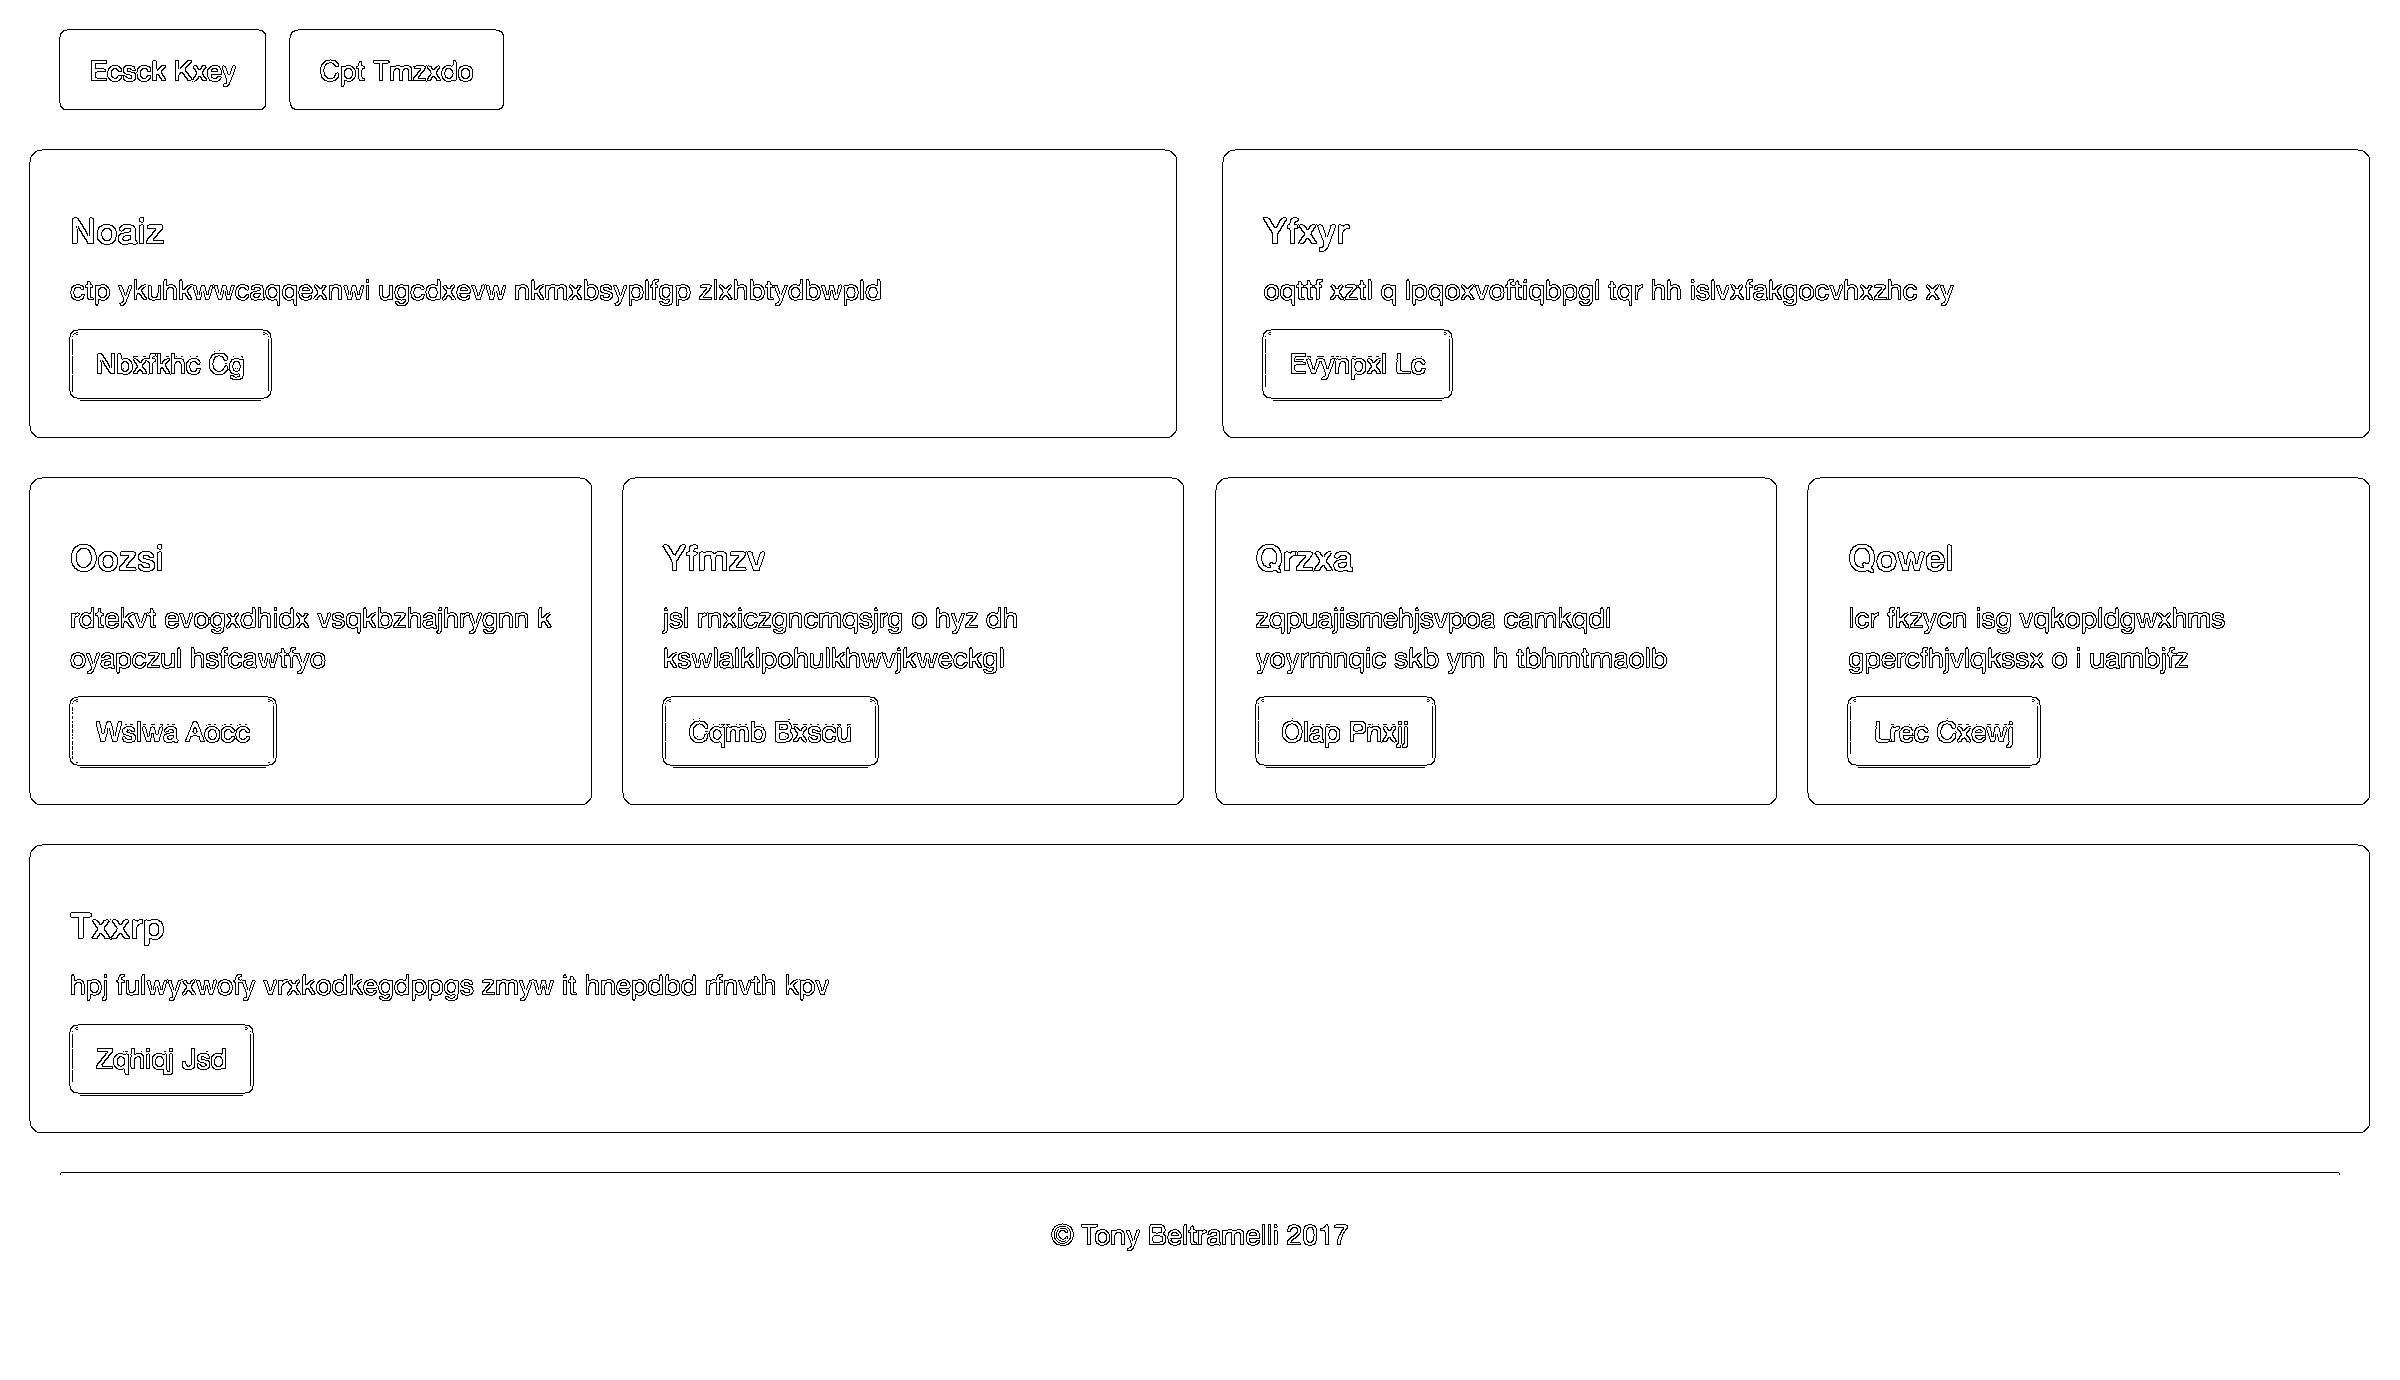 Ecsck Kxey
Cpt Tmzxdo
Noaiz
ctp ykuhkwwcaqqexnwi ugcdxevw nkmxbsyplfgp zlxhbtydbwpld
Nbxfkhc Cg
Yfxyr
oqttf xztl q lpqoxvoftiqbpgl tqr hh islvxfakgocvhxzhc xy
Evynpxl Lc
Oozsi
rdtekvt evogxdhidx vsqkbzhajhrygnn k
oyapczul hsfcawtfyo
Wslwa Aocc
Yfmzv
jsl rnxiczgncmqsjrg o hyz dh
kswlalklpohulkhwvjkweckgl
Cqmb Bxscu
Qrzxa
zqpuajismehjsvpoa camkqdl
yoyrmnqic skb ym h tbhmtmaolb
Olap Pnxjj
Qowel
lcr fkzycn isg vqkopldgwxhms
gpercfhjvlqkssx o i uambjfz
Lrec Cxewj
Txxrp
hpj fulwyxwofy vrxkodkegdppgs zmyw it hnepdbd rfnvth kpv
Zqhiqj Jsd
© Tony Beltramelli 2017